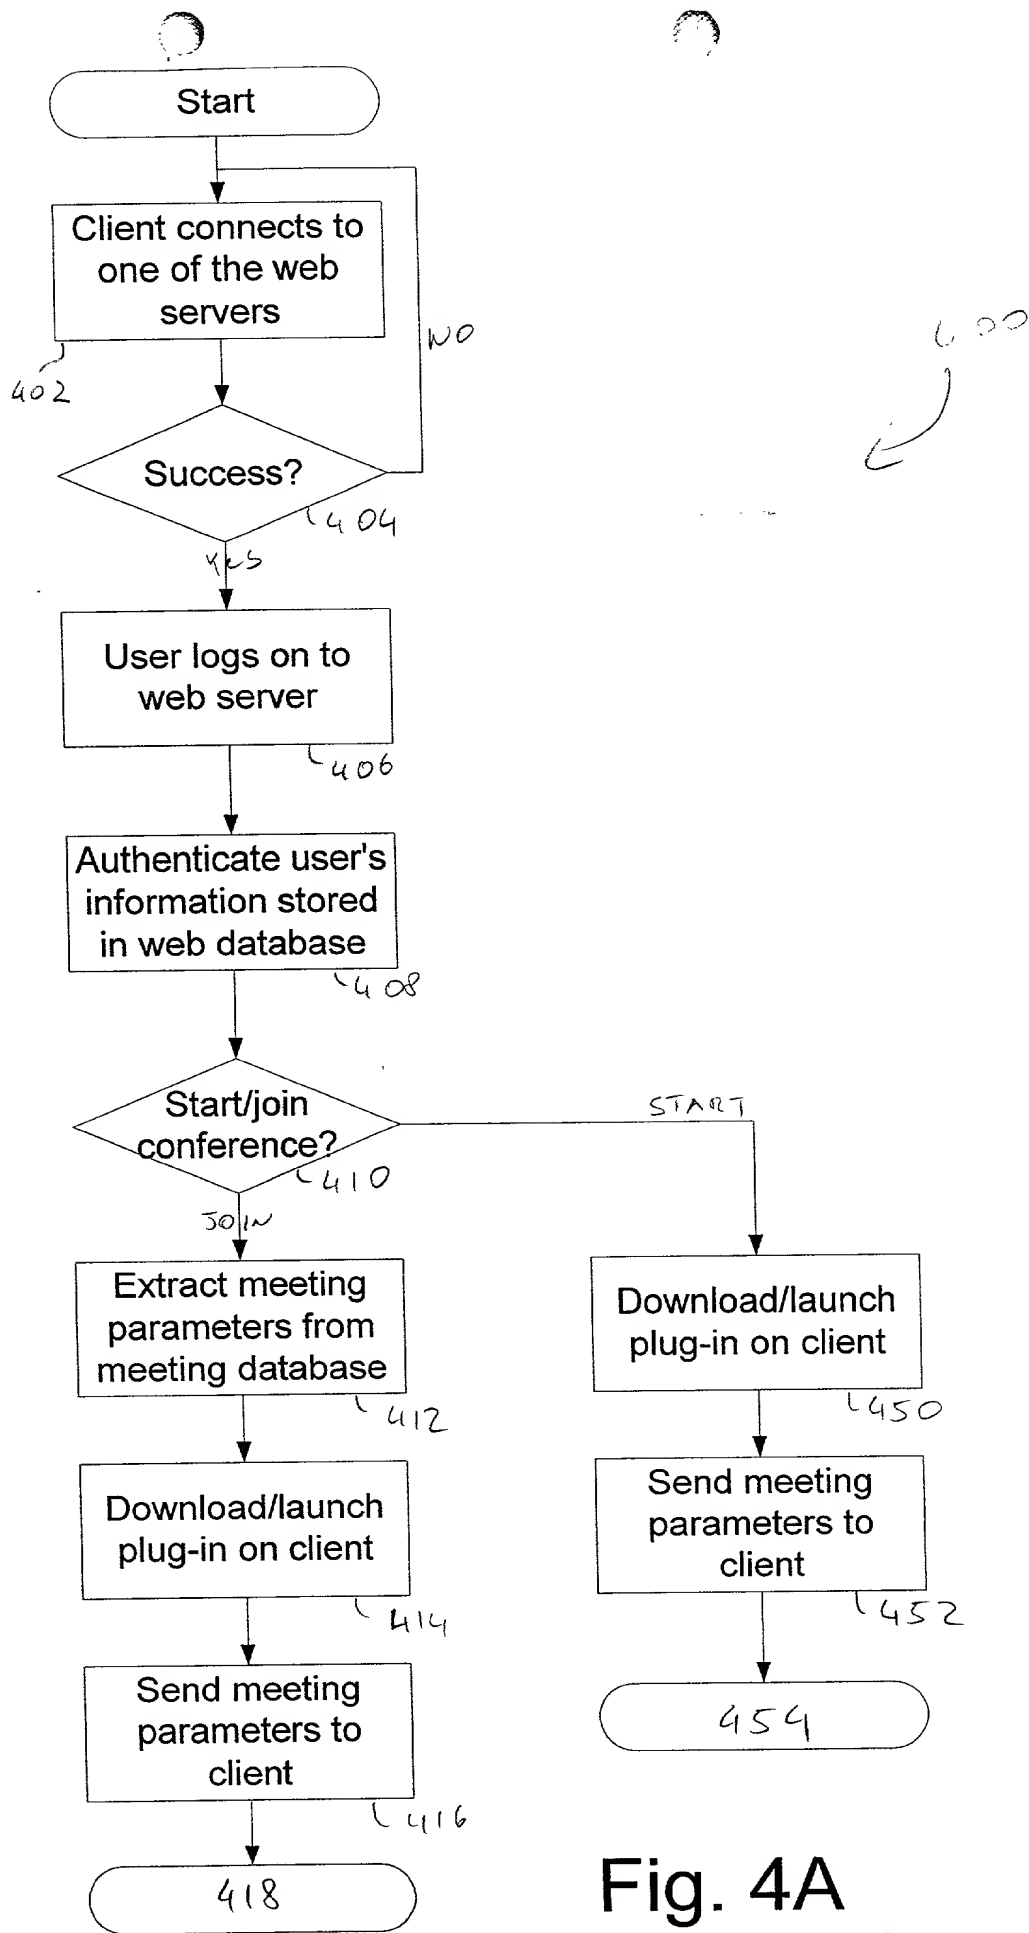 Start
Client connects to
one of the web
servers
NO
402
Success?
404
YES
User logs on to
web server
406
Authenticate user's
information stored
in web database
408
Start/join
conference?
START
410
JOIN
Extract meeting
parameters from
meeting database
412
Download/launch
plug-in on client
414
Send meeting
parameters to
client
416
418
Download/launch
plug-in on client
450
Send meeting
parameters to
client
452
454
Fig. 4A